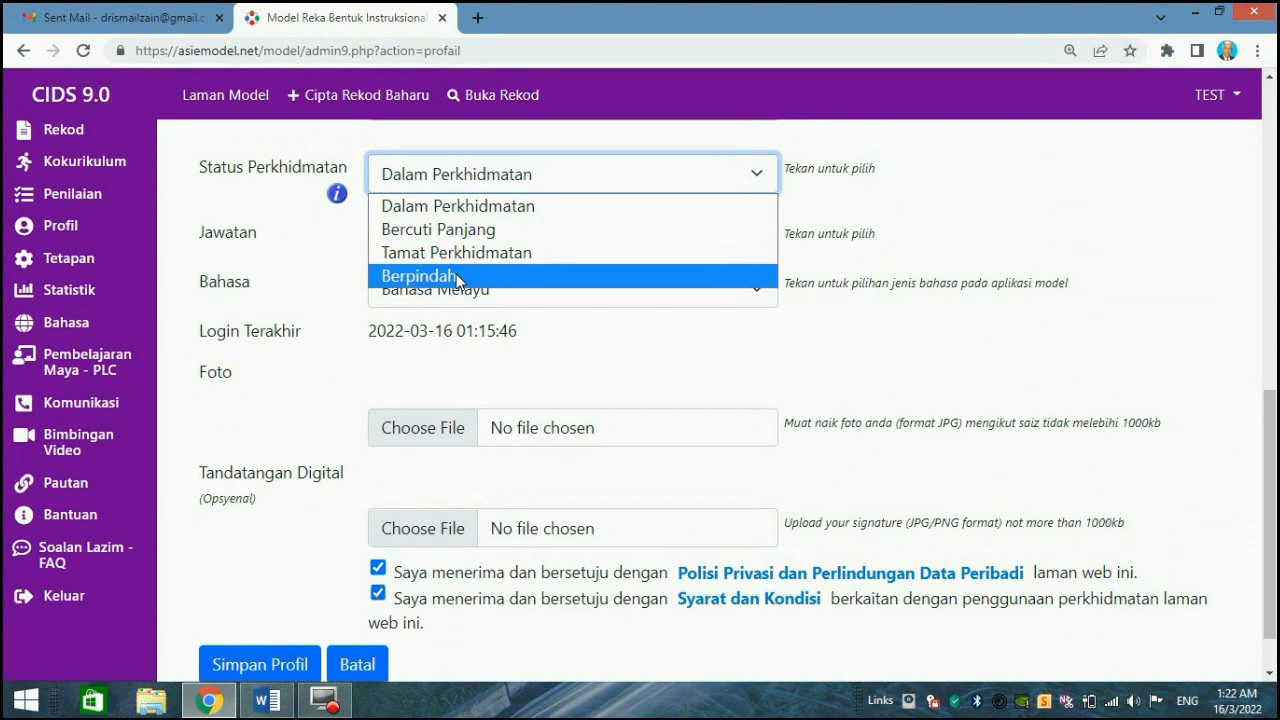 Sent Mail - drismailzain@gmail.c
Model Reka Bentuk Instruksional
https://asiemodel.net/model/admin9.php?action=profail
CIDS 9.0
Laman Model
Cipta Rekod Baharu
Buka Rekod
TEST
Rekod
Kokurikulum
Penilaian
Profil
Tetapan
Statistik
Bahasa
Pembelajaran
Maya - PLC
Komunikasi
Bimbingan
Video
Pautan
Bantuan
Soalan Lazim -
FAQ
Keluar
Status Perkhidmatan
Dalam Perkhidmatan
Tekan untuk pilih
Dalam Perkhidmatan
Bercuti Panjang
Tamat Perkhidmatan
Berpindah
Jawatan
Tekan untuk pilih
Bahasa
Bahasa Melayu
Tekan untuk pilihan jenis bahasa pada aplikasi model
Login Terakhir
2022-03-16 01:15:46
Foto
Choose File
No file chosen
Muat naik foto anda (format JPG) mengikut saiz tidak melebihi 1000kb
Tandatangan Digital
(Opsyenal)
Choose File
No file chosen
Upload your signature (JPG/PNG format) not more than 1000kb
Saya menerima dan bersetuju dengan Polisi Privasi dan Perlindungan Data Peribadi laman web ini.
Saya menerima dan bersetuju dengan Syarat dan Kondisi berkaitan dengan penggunaan perkhidmatan laman
web ini.
Simpan Profil
Batal
Links
ENG
1:22 AM
16/3/2022